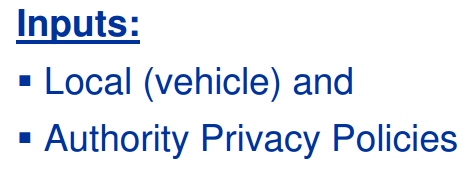 Inputs:
▪ Local (vehicle) and
▪ Authority Privacy Policies